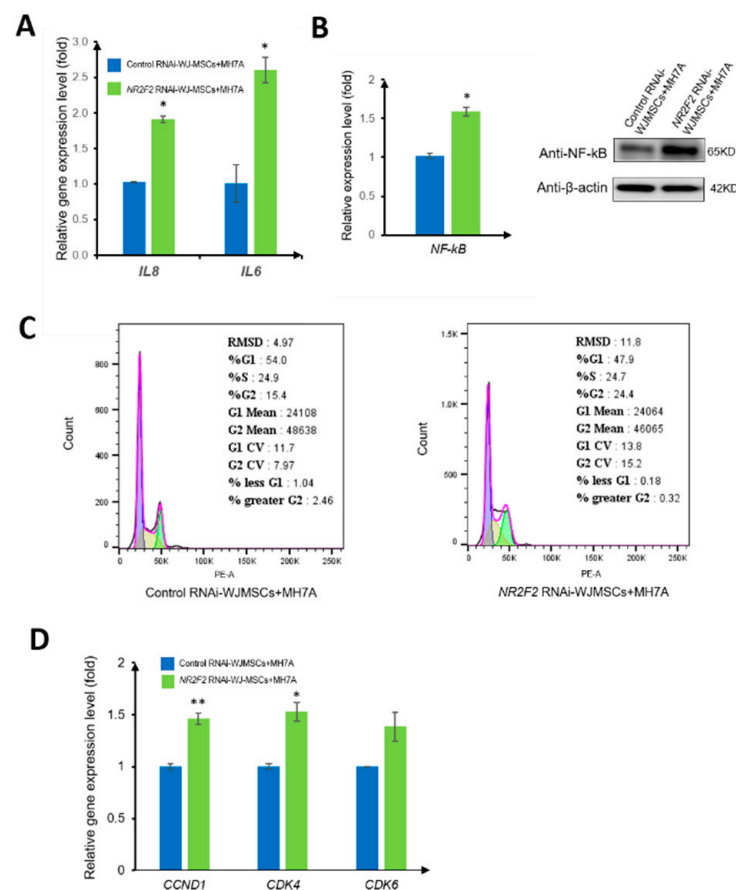 A
Relative gene expression level (fold)
3.0
2.5
2.0
1.5
1.0
0.5
0.0
Control RNAi-WJ-MSCs+MH7A
NR2F2 RNAi-WJ-MSCs+MH7A
*
*
IL8
IL6
B
Relative expression level (fold)
2
1.5
1
0.5
0
*
NF-kB
Control RNAi-
WJMSCs+MH7A
NR2F2 RNAi-
WJMSCs+MH7A
Anti-NF-kB
65KD
Anti-β-actin
42KD
C
Count
800
600
400
200
0
RMSD : 4.97
%G1 : 54.0
%S : 24.9
%G2 : 15.4
G1 Mean : 24108
G2 Mean : 48638
G1 CV : 11.7
G2 CV : 7.97
% less G1 : 1.04
% greater G2 : 2.46
0
50K
100K
150K
200K
250K
PE-A
Control RNAi-WJMSCs+MH7A
Count
1.5K
1.0K
500
0
RMSD : 11.8
%G1 : 47.9
%S : 24.7
%G2 : 24.4
G1 Mean : 24064
G2 Mean : 46065
G1 CV : 13.8
G2 CV : 15.2
% less G1 : 0.18
% greater G2 : 0.32
0
50K
100K
150K
200K
250K
PE-A
NR2F2 RNAi-WJMSCs+MH7A
D
Relative gene expression level (fold)
2
1.5
1
0.5
0
Control RNAi-WJMSCs+MH7A
NR2F2 RNAi-WJ-MSCs+MH7A
**
*
CCND1
CDK4
CDK6